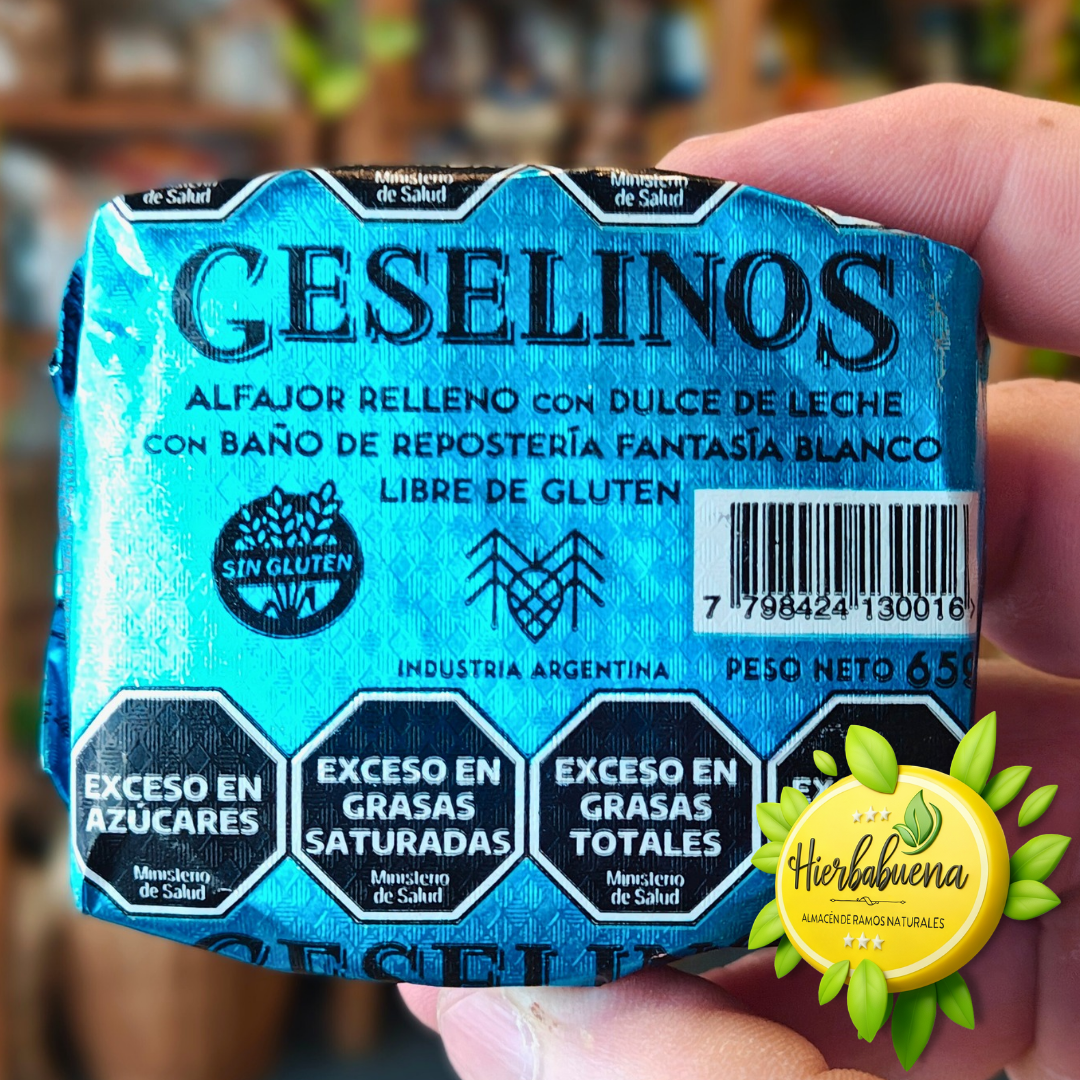 Ministerio
de Salud
Ministerio
de Salud
Ministerio
de Salud
GESELINOS
ALFAJOR RELLENO CON DULCE DE LECHE
CON BAÑO DE REPOSTERÍA FANTASÍA BLANCO
LIBRE DE GLUTEN
SIN GLUTEN
7 798424 130016
INDUSTRIA ARGENTINA
PESO NETO 65g
EXCESO EN
AZÚCARES
Ministerio
de Salud
EXCESO EN
GRASAS
SATURADAS
Ministerio
de Salud
EXCESO EN
GRASAS
TOTALES
Ministerio
de Salud
Hierbabuena
ALMACÉN DE RAMOS NATURALES